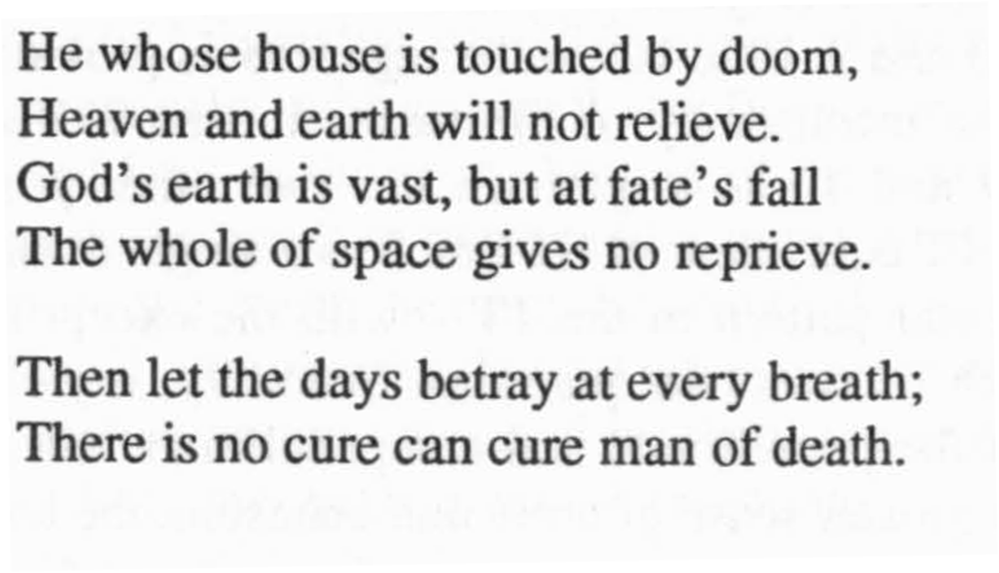 He whose house is touched by doom,
Heaven and earth will not relieve.
God's earth is vast, but at fate's fall
The whole of space gives no reprieve.
Then let the days betray at every breath;
There is no cure can cure man of death.